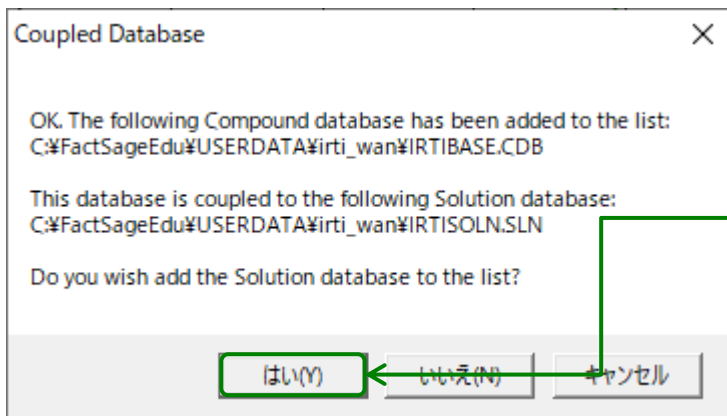 Coupled Database
OK. The following Compound database has been added to the list:
C:¥FactSageEdu¥USERDATA¥irti_wan¥IRTIBASE.CDB
This database is coupled to the following Solution database:
C:¥FactSageEdu¥USERDATA¥irti_wan¥IRTISOLN.SLN
Do you wish add the Solution database to the list?
はい(Y) いいえ(N) キャンセル